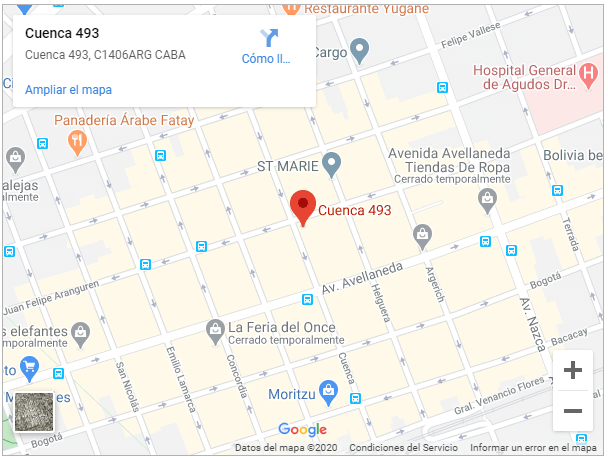 Restaurante Yugane
Cuenca 493
Cuenca 493, C1406ARG CABA
Cómo ll...
Ampliar el mapa
Cargo
Felipe Vallese
Hospital General
de Agudos Dr...
Panadería Árabe Fatay
ST MARIE
Avenida Avellaneda
Tiendas De Ropa
Cerrado temporalmente
Bolivia be
alejas
lmente
Cuenca 493
Terrada
Juan Felipe Aranguren
Av. Avellaneda
Argerich
Helguera
Bogotá
Av. Nazca
s elefantes
temporalmente
La Feria del Once
Cerrado temporalmente
Bacacay
San Nicolás
Emilio Lamarca
Concordia
Cuenca
Moritzu
Gral. Venancio Flores
Bogotá
Google
Datos del mapa ©2020
Condiciones del Servicio
Informar un error en el mapa